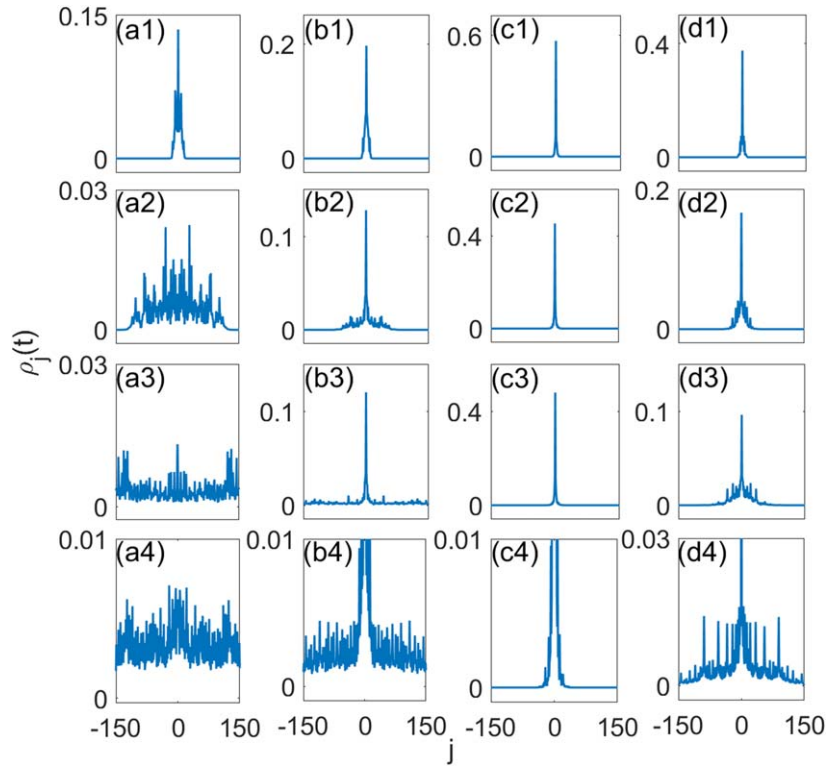 0.15 (a1) 0
0.2 (b1) 0
0.6 (c1) 0
0.4 (d1) 0
0.03 (a2) 0
0.1 (b2) 0
0.4 (c2) 0
0.2 (d2) 0
ρj(t)
0.03 (a3) 0
0.1 (b3) 0
0.4 (c3) 0
0.1 (d3) 0
0.01 (a4) 0
0.01 (b4) 0
0.01 (c4) 0
0.03 (d4) 0
-150 0 150 -150 0 150 -150 0 150 -150 0 150
j